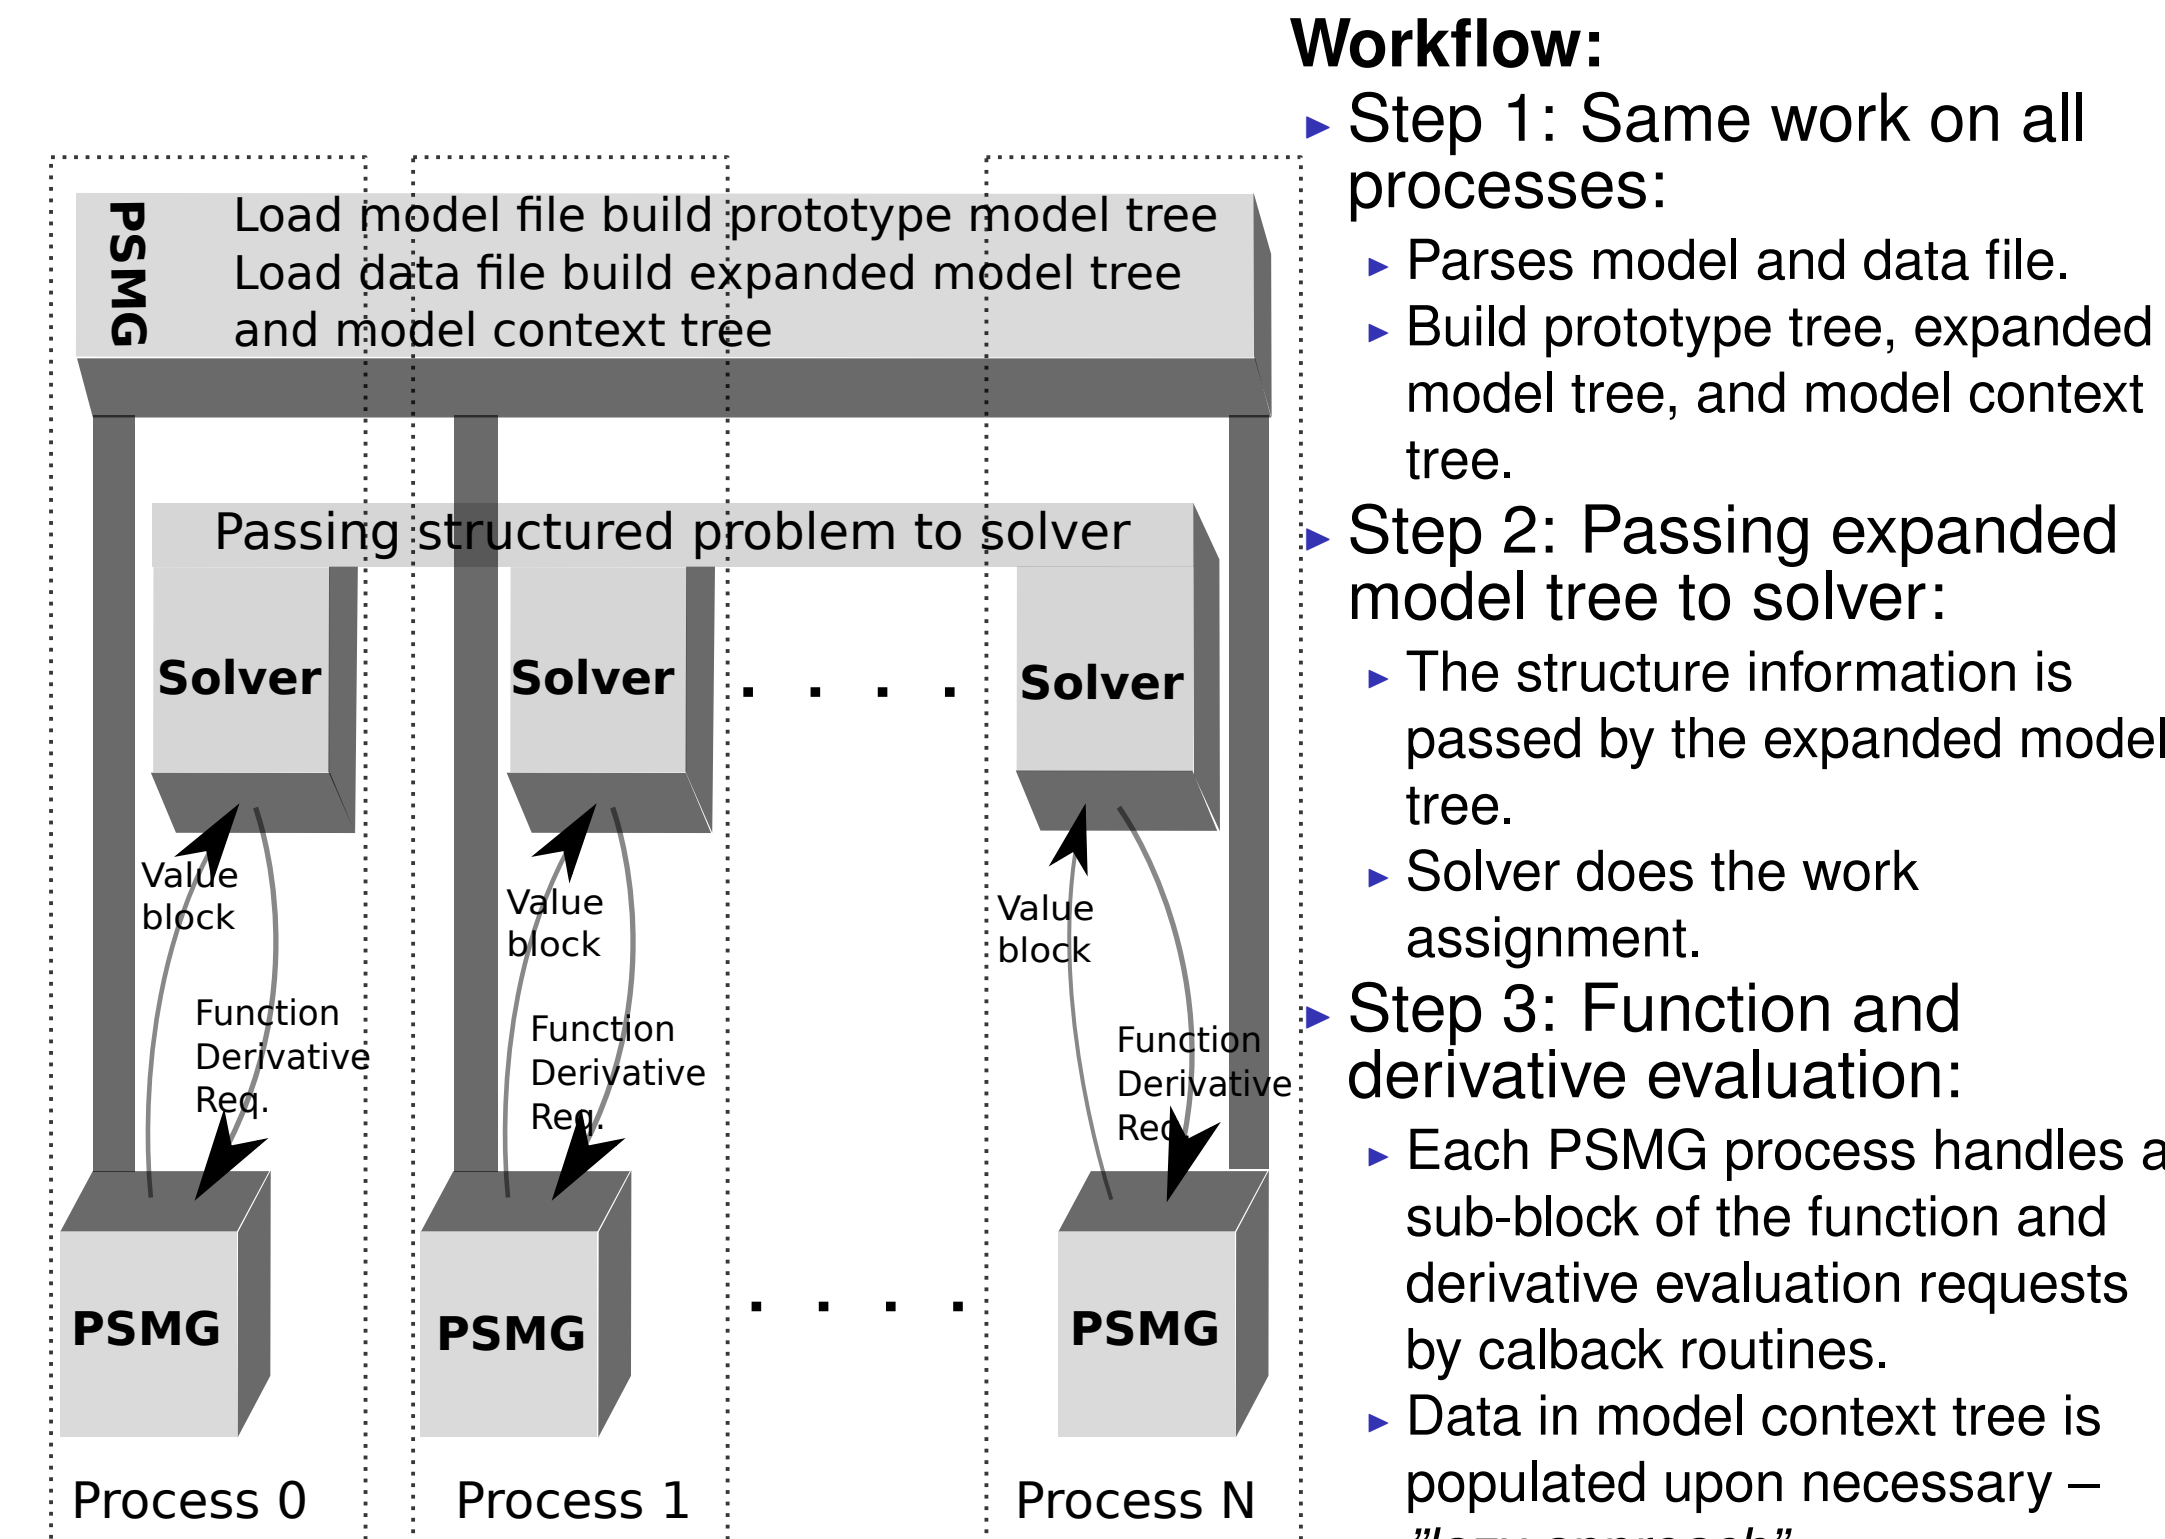 PSMG
Load model file build prototype model tree
Load data file build expanded model tree
and model context tree
Passing structured problem to solver
Solver
Solver
. . . .
Solver
Value
block
Function
Derivative
Req.
Value
block
Function
Derivative
Req.
Value
block
Function
Derivative
Req.
PSMG
PSMG
. . . .
PSMG
Process 0
Process 1
Process N
Workflow:
Step 1: Same work on all
processes:
Parses model and data file.
Build prototype tree, expanded
model tree, and model context
tree.
Step 2: Passing expanded
model tree to solver:
The structure information is
passed by the expanded model
tree.
Solver does the work
assignment.
Step 3: Function and
derivative evaluation:
Each PSMG process handles a
sub-block of the function and
derivative evaluation requests
by calback routines.
Data in model context tree is
populated upon necessary –
"lazy approach"